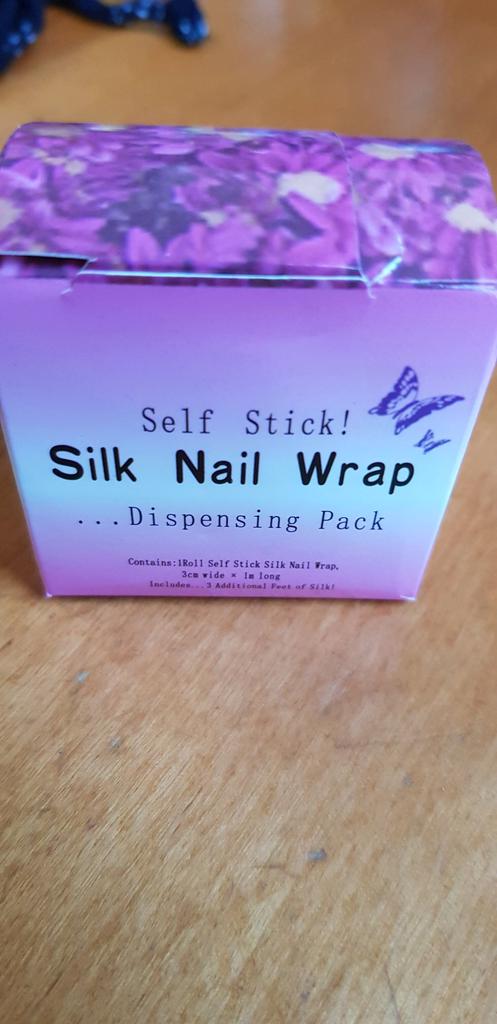 Self Stick!
Silk Nail Wrap
...Dispensing Pack
Contains:1Roll Self Stick Silk Nail Wrap,
3cm wide × 1m long
Includes...3 Additional Feet of Silk!